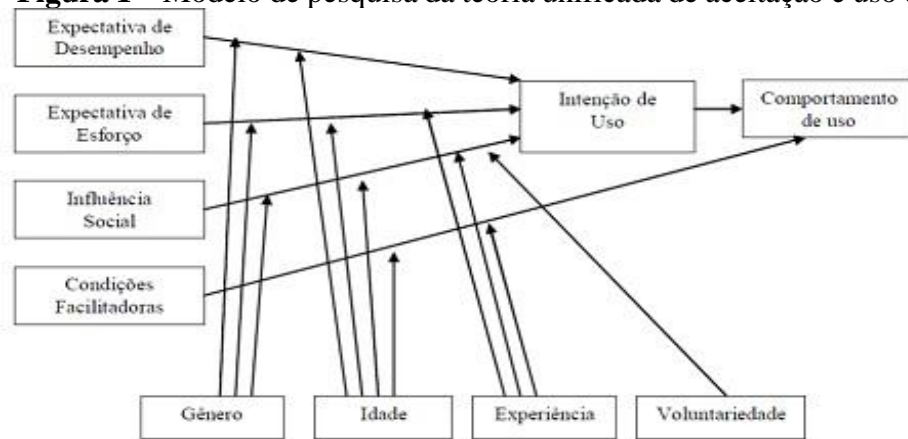 Figura 1 – Modelo de pesquisa da teoria unificada de aceitação e uso
Expectativa de
Desempenho
Expectativa de
Esforço
Influência
Social
Condições
Facilitadoras
Intenção de
Uso
Comportamento
de uso
Gênero
Idade
Experiência
Voluntariedade